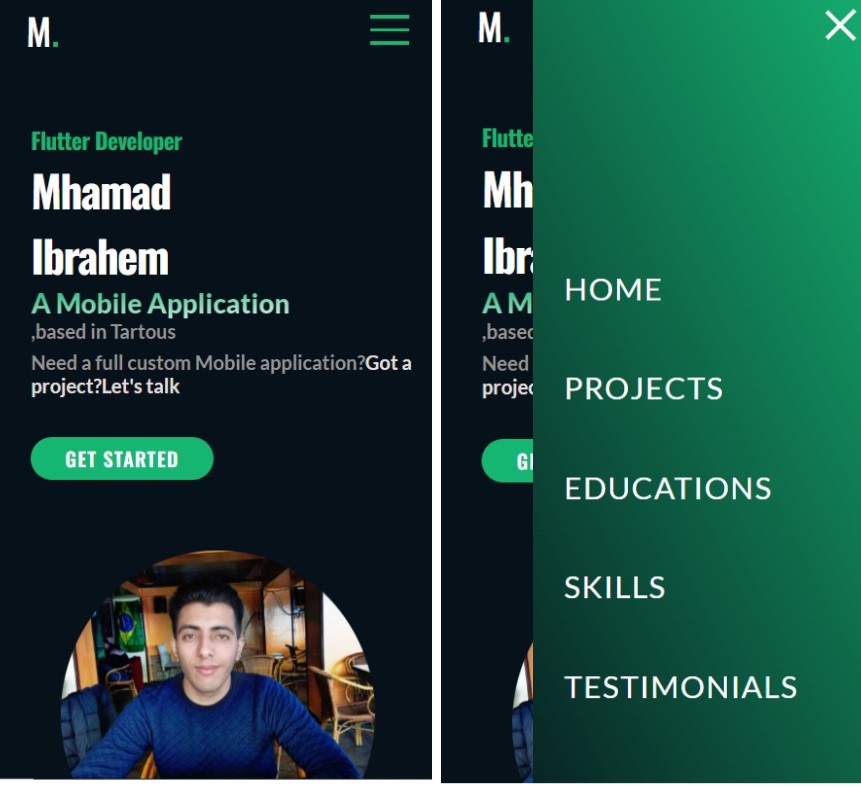 M.
Flutter Developer
Mhamad
Ibrahem
A Mobile Application
,based in Tartous
Need a full custom Mobile application?Got a
project?Let's talk
GET STARTED
M.
Flutte
Mh
Ibra
A M
,based
Need
projec
GE
HOME
PROJECTS
EDUCATIONS
SKILLS
TESTIMONIALS